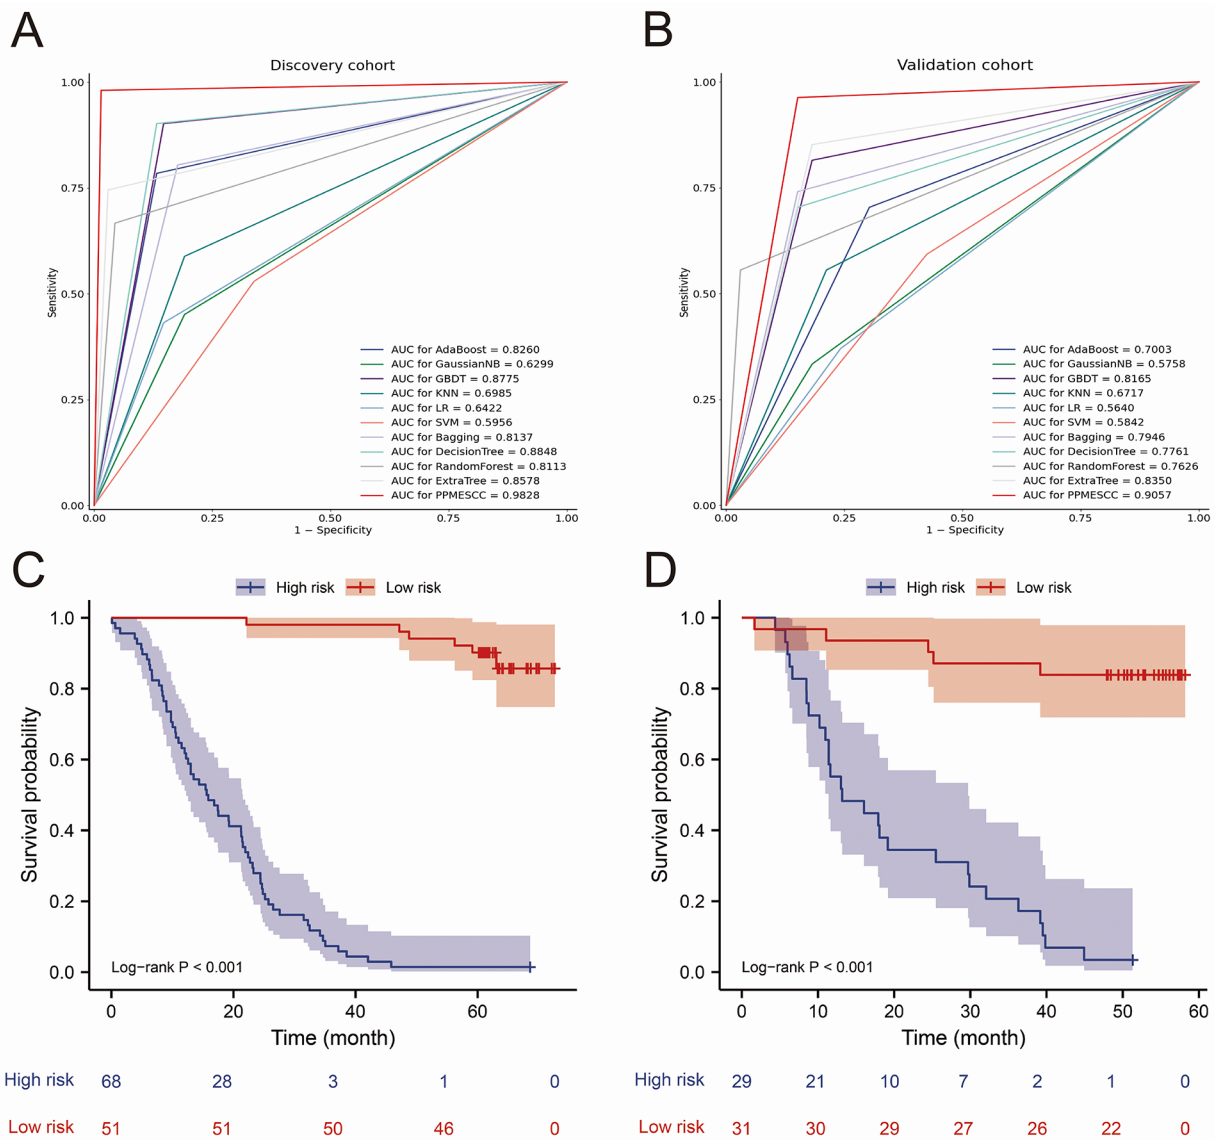 A
Discovery cohort
1.00
0.75
0.50
0.25
0.00
Sensitivity
AUC for AdaBoost = 0.8260
AUC for GaussianNB = 0.6299
AUC for GBDT = 0.8775
AUC for KNN = 0.6985
AUC for LR = 0.6422
AUC for SVM = 0.5956
AUC for Bagging = 0.8137
AUC for DecisionTree = 0.8848
AUC for RandomForest = 0.8113
AUC for ExtraTree = 0.8578
AUC for PPMESCC = 0.9828
0.00 0.25 0.50 0.75 1.00
1 − Specificity
B
Validation cohort
1.00
0.75
0.50
0.25
0.00
Sensitivity
AUC for AdaBoost = 0.7003
AUC for GaussianNB = 0.5758
AUC for GBDT = 0.8165
AUC for KNN = 0.6717
AUC for LR = 0.5640
AUC for SVM = 0.5842
AUC for Bagging = 0.7946
AUC for DecisionTree = 0.7761
AUC for RandomForest = 0.7626
AUC for ExtraTree = 0.8350
AUC for PPMESCC = 0.9057
0.00 0.25 0.50 0.75 1.00
1 − Specificity
C
High risk Low risk
1.0
0.8
0.6
0.4
0.2
0.0
Survival probability
Log−rank P < 0.001
0 20 40 60
Time (month)
High risk 68 28 3 1 0
Low risk 51 51 50 46 0
D
High risk Low risk
1.0
0.8
0.6
0.4
0.2
0.0
Survival probability
Log−rank P < 0.001
0 10 20 30 40 50 60
Time (month)
High risk 29 21 10 7 2 1 0
Low risk 31 30 29 27 26 22 0